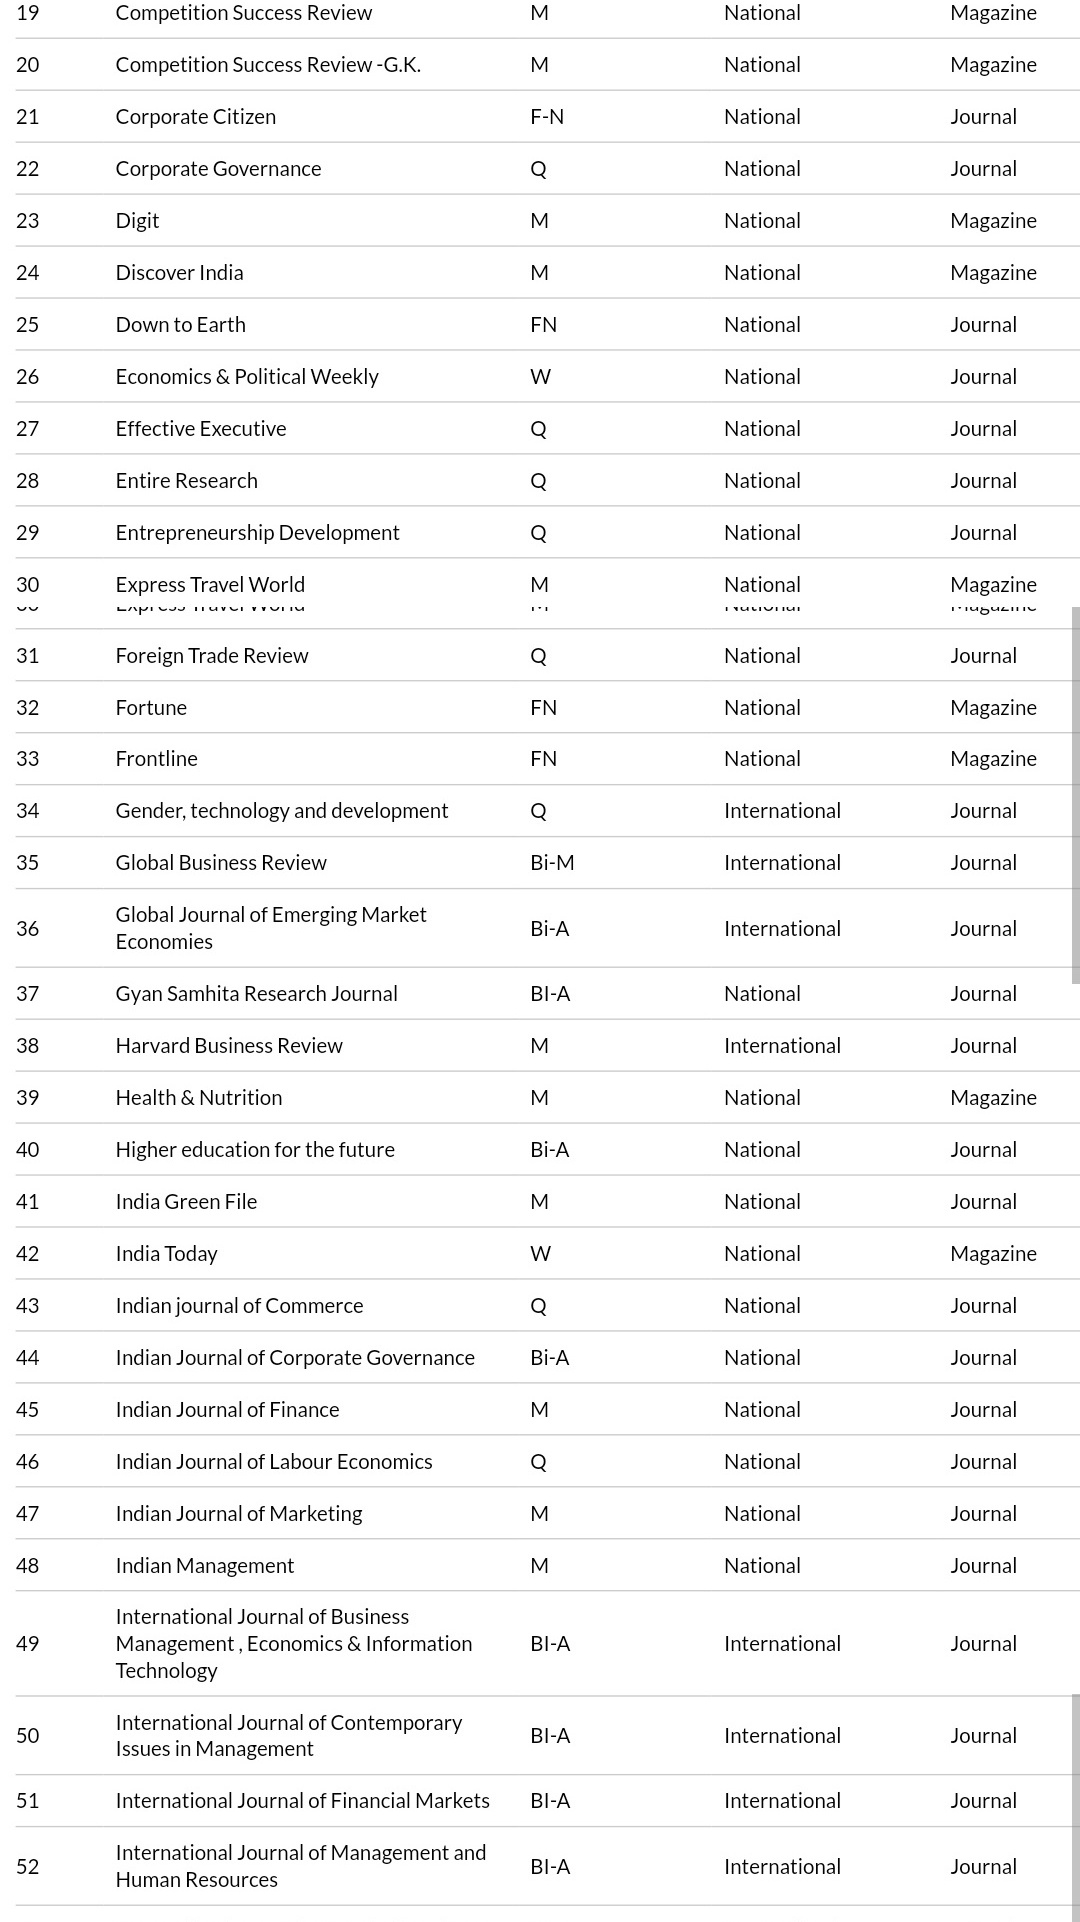 19 Competition Success Review M National Magazine
20 Competition Success Review -G.K. M National Magazine
21 Corporate Citizen F-N National Journal
22 Corporate Governance Q National Journal
23 Digit M National Magazine
24 Discover India M National Magazine
25 Down to Earth FN National Journal
26 Economics & Political Weekly W National Journal
27 Effective Executive Q National Journal
28 Entire Research Q National Journal
29 Entrepreneurship Development Q National Journal
30 Express Travel World M National Magazine
30 Express Travel World M National Magazine
31 Foreign Trade Review Q National Journal
32 Fortune FN National Magazine
33 Frontline FN National Magazine
34 Gender, technology and development Q International Journal
35 Global Business Review Bi-M International Journal
Global Journal of Emerging Market
36 Bi-A International Journal
Economies
37 Gyan Samhita Research Journal BI-A National Journal
38 Harvard Business Review M International Journal
39 Health & Nutrition M National Magazine
40 Higher education for the future Bi-A National Journal
41 India Green File M National Journal
42 India Today W National Magazine
43 Indian journal of Commerce Q National Journal
44 Indian Journal of Corporate Governance Bi-A National Journal
45 Indian Journal of Finance M National Journal
46 Indian Journal of Labour Economics Q National Journal
47 Indian Journal of Marketing M National Journal
48 Indian Management M National Journal
International Journal of Business
49 Management , Economics & Information BI-A International Journal
Technology
International Journal of Contemporary
50 BI-A International Journal
Issues in Management
51 International Journal of Financial Markets BI-A International Journal
International Journal of Management and
52 BI-A International Journal
Human Resources